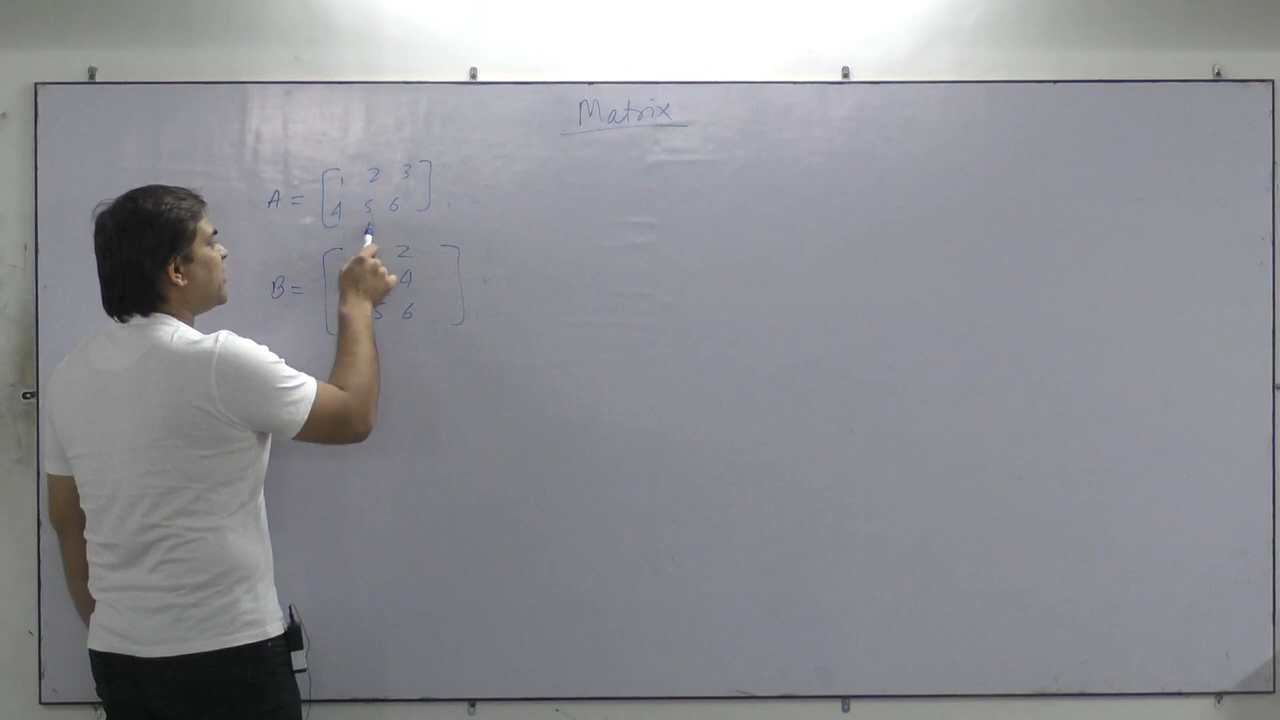 Matrix
A = [ 1 2 3
4 5 6 ]
B = [ 2
4
5 6 ]